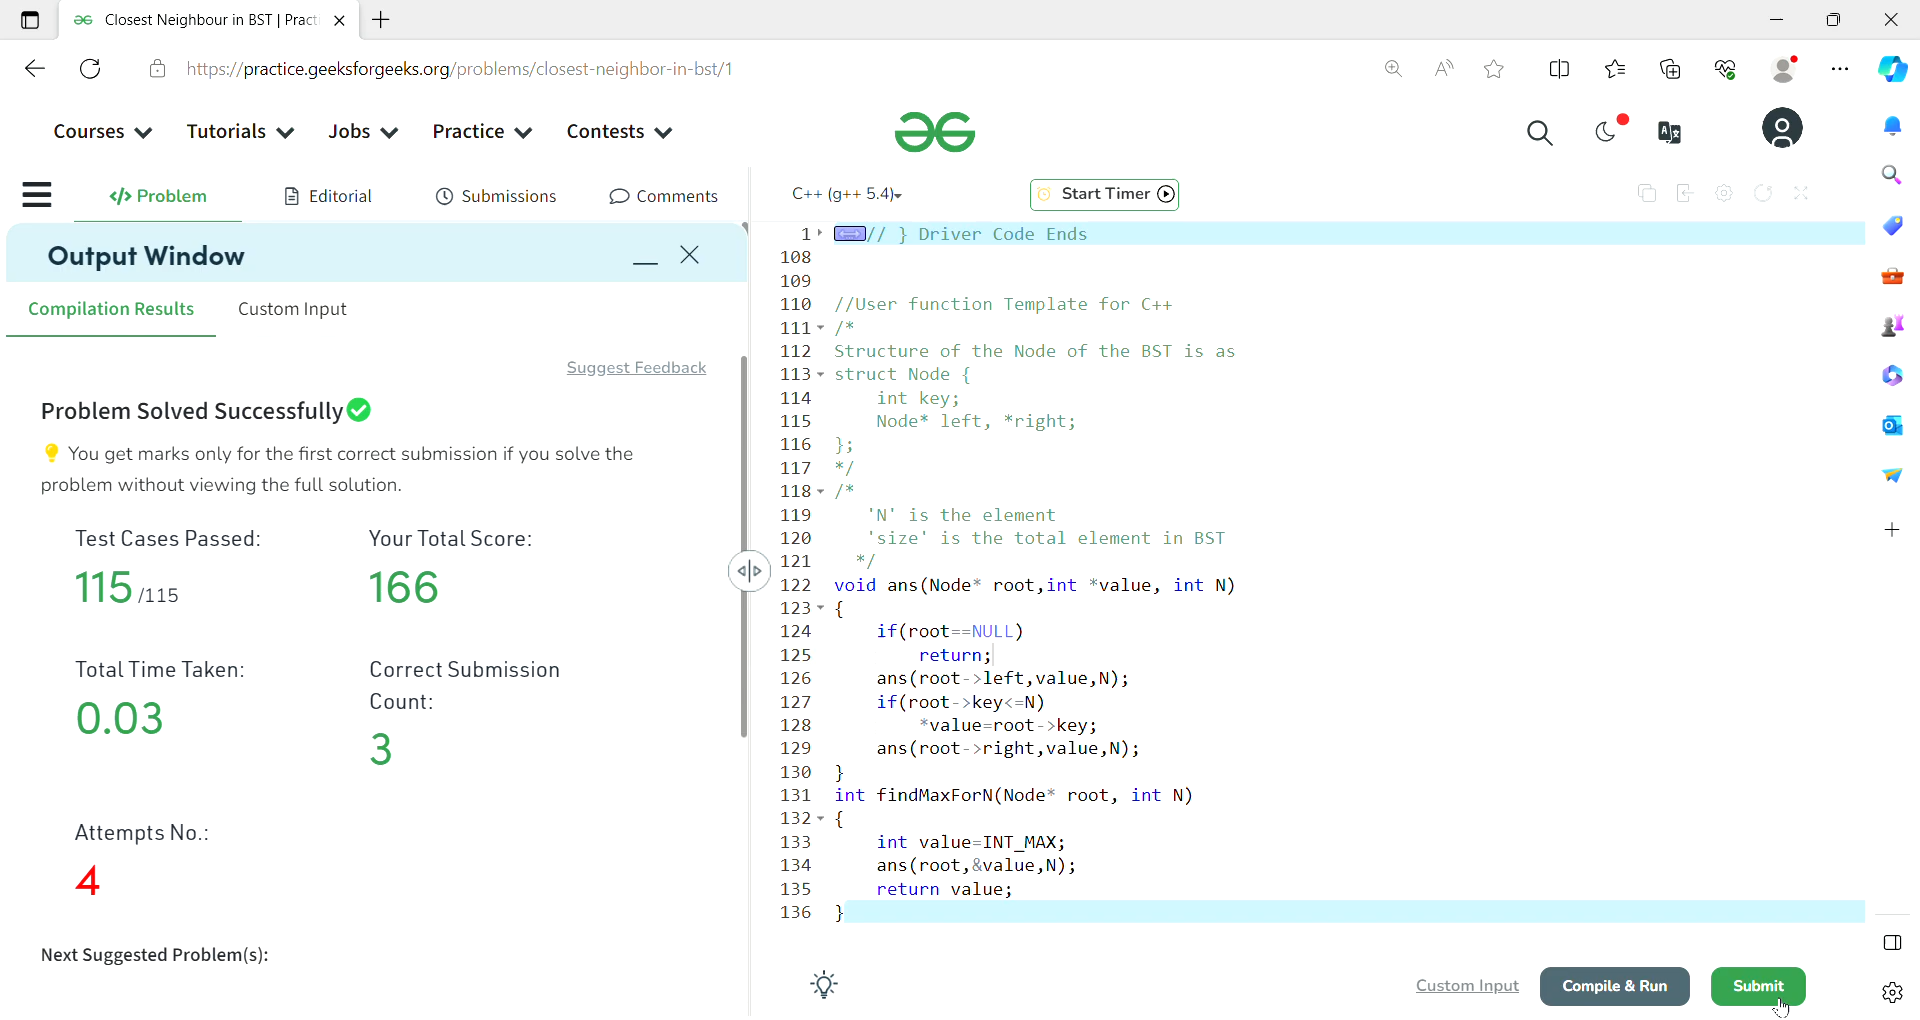 Closest Neighbour in BST | Pract
https://practice.geeksforgeeks.org/problems/closest-neighbor-in-bst/1
Courses Tutorials Jobs Practice Contests
Problem Editorial Submissions Comments
C++ (g++ 5.4) Start Timer
Output Window
Compilation Results Custom Input
Suggest Feedback
Problem Solved Successfully
You get marks only for the first correct submission if you solve the
problem without viewing the full solution.
Test Cases Passed: Your Total Score:
115 /115 166
Total Time Taken: Correct Submission
Count:
0.03
3
Attempts No.:
4
Next Suggested Problem(s):
1 // } Driver Code Ends
108
109
110 //User function Template for C++
111 /*
112 Structure of the Node of the BST is as
113 struct Node {
114 int key;
115 Node* left, *right;
116 };
117 */
118 /*
119 'N' is the element
120 'size' is the total element in BST
121 */
122 void ans(Node* root,int *value, int N)
123 {
124 if(root==NULL)
125 return;
126 ans(root->left,value,N);
127 if(root->key<=N)
128 *value=root->key;
129 ans(root->right,value,N);
130 }
131 int findMaxForN(Node* root, int N)
132 {
133 int value=INT_MAX;
134 ans(root,&value,N);
135 return value;
136 }
Custom Input Compile & Run Submit